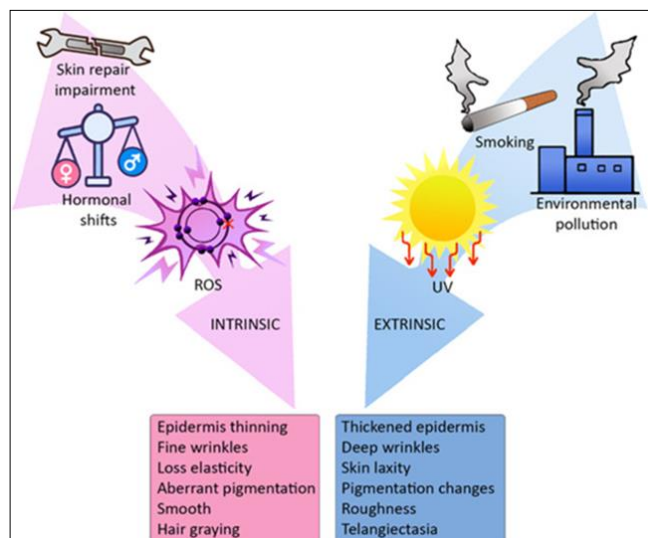 Skin repair
impairment
Hormonal
shifts
ROS
INTRINSIC
Smoking
Environmental
pollution
UV
EXTRINSIC
Epidermis thinning
Fine wrinkles
Loss elasticity
Aberrant pigmentation
Smooth
Hair graying
Thickened epidermis
Deep wrinkles
Skin laxity
Pigmentation changes
Roughness
Telangiectasia